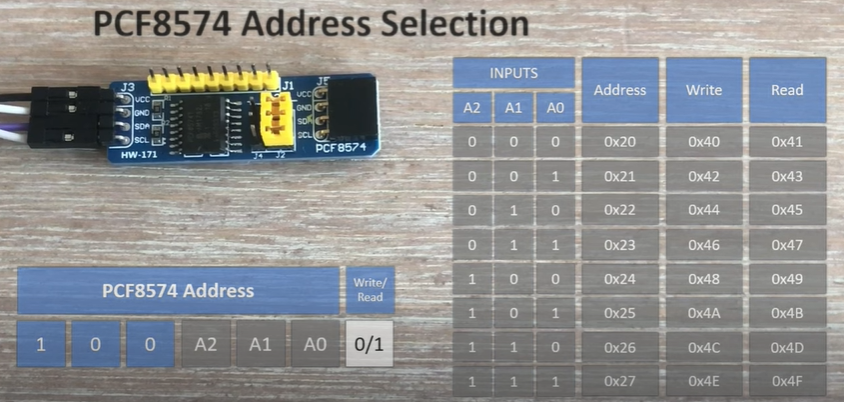 PCF8574 Address Selection
J3
VCC
GND
SDA
SCL
HW-171
J1
J4
J2
J5
VCC
GND
SDA
SCL
PCF8574
INPUTS Address Write Read
A2 A1 A0
0 0 0 0x20 0x40 0x41
0 0 1 0x21 0x42 0x43
0 1 0 0x22 0x44 0x45
0 1 1 0x23 0x46 0x47
1 0 0 0x24 0x48 0x49
1 0 1 0x25 0x4A 0x4B
1 1 0 0x26 0x4C 0x4D
1 1 1 0x27 0x4E 0x4F
PCF8574 Address
Write/
Read
1 0 0 A2 A1 A0 0/1